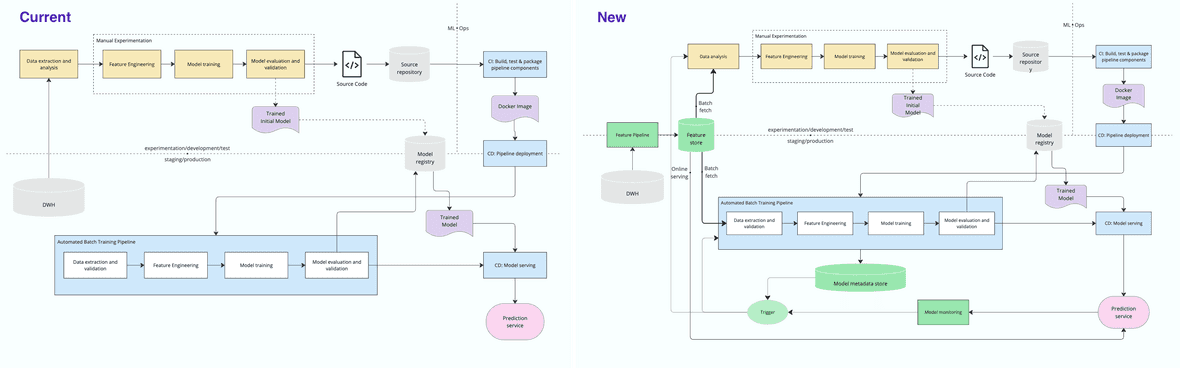 Current
ML
Ops
Manual Experimentation
Data extraction and
analysis
Feature Engineering
Model training
Model evaluation and
validation
Source Code
Source
repository
CI: Build, test & package
pipeline components
Trained
Initial Model
Docker Image
experimentation/development/test
staging/production
Model
registry
CD: Pipeline deployment
DWH
Trained
Model
Automated Batch Training Pipeline
Data extraction and
validation
Feature Engineering
Model training
Model evaluation and
validation
CD: Model serving
Prediction
service
New
ML
Ops
Manual Experimentation
Data analysis
Feature Engineering
Model training
Model evaluation and
validation
Source Code
Source
repositor
y
CI: Build, test & package
pipeline components
Batch
fetch
Trained
Initial
Model
Docker
Image
Feature Pipeline
Feature
store
experimentation/development/test
staging/production
Model
registry
CD: Pipeline deployment
Online
serving
Batch
fetch
DWH
Trained
Model
Automated Batch Training Pipeline
Data extraction and
validation
Feature Engineering
Model training
Model evaluation and
validation
CD: Model serving
Model metadata store
Trigger
Model monitoring
Prediction
service